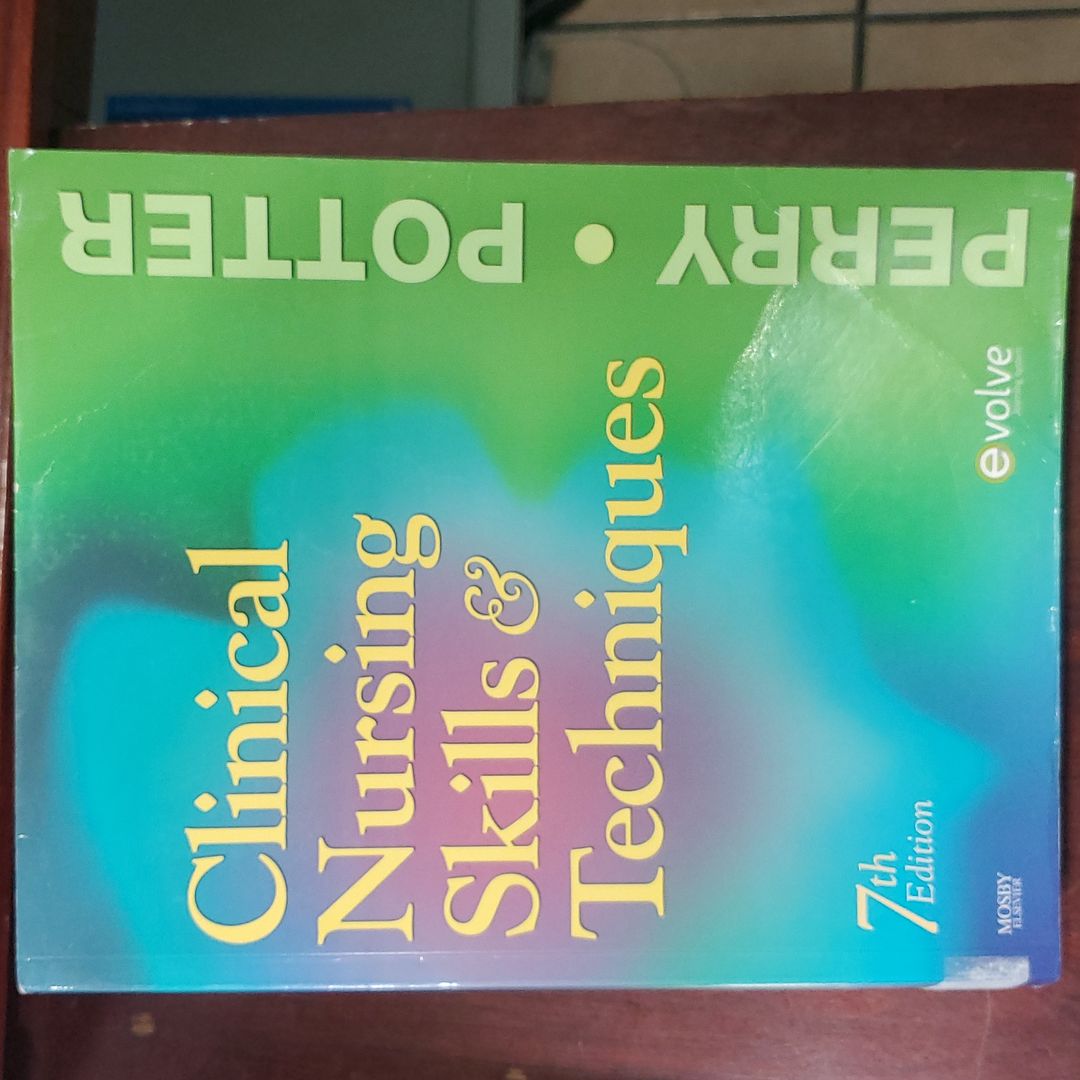 PERRY • POTTER
Clinical
Nursing
Skills &
Techniques
7th
Edition
MOSBY
ELSEVIER
evolve